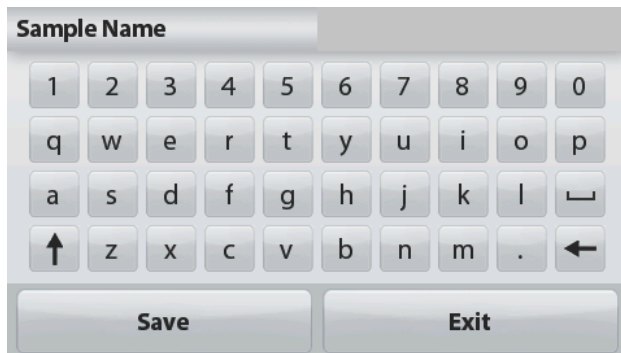 Sample Name
1 2 3 4 5 6 7 8 9 0
q w e r t y u i o p
a s d f g h j k l
z x c v b n m .
Save Exit